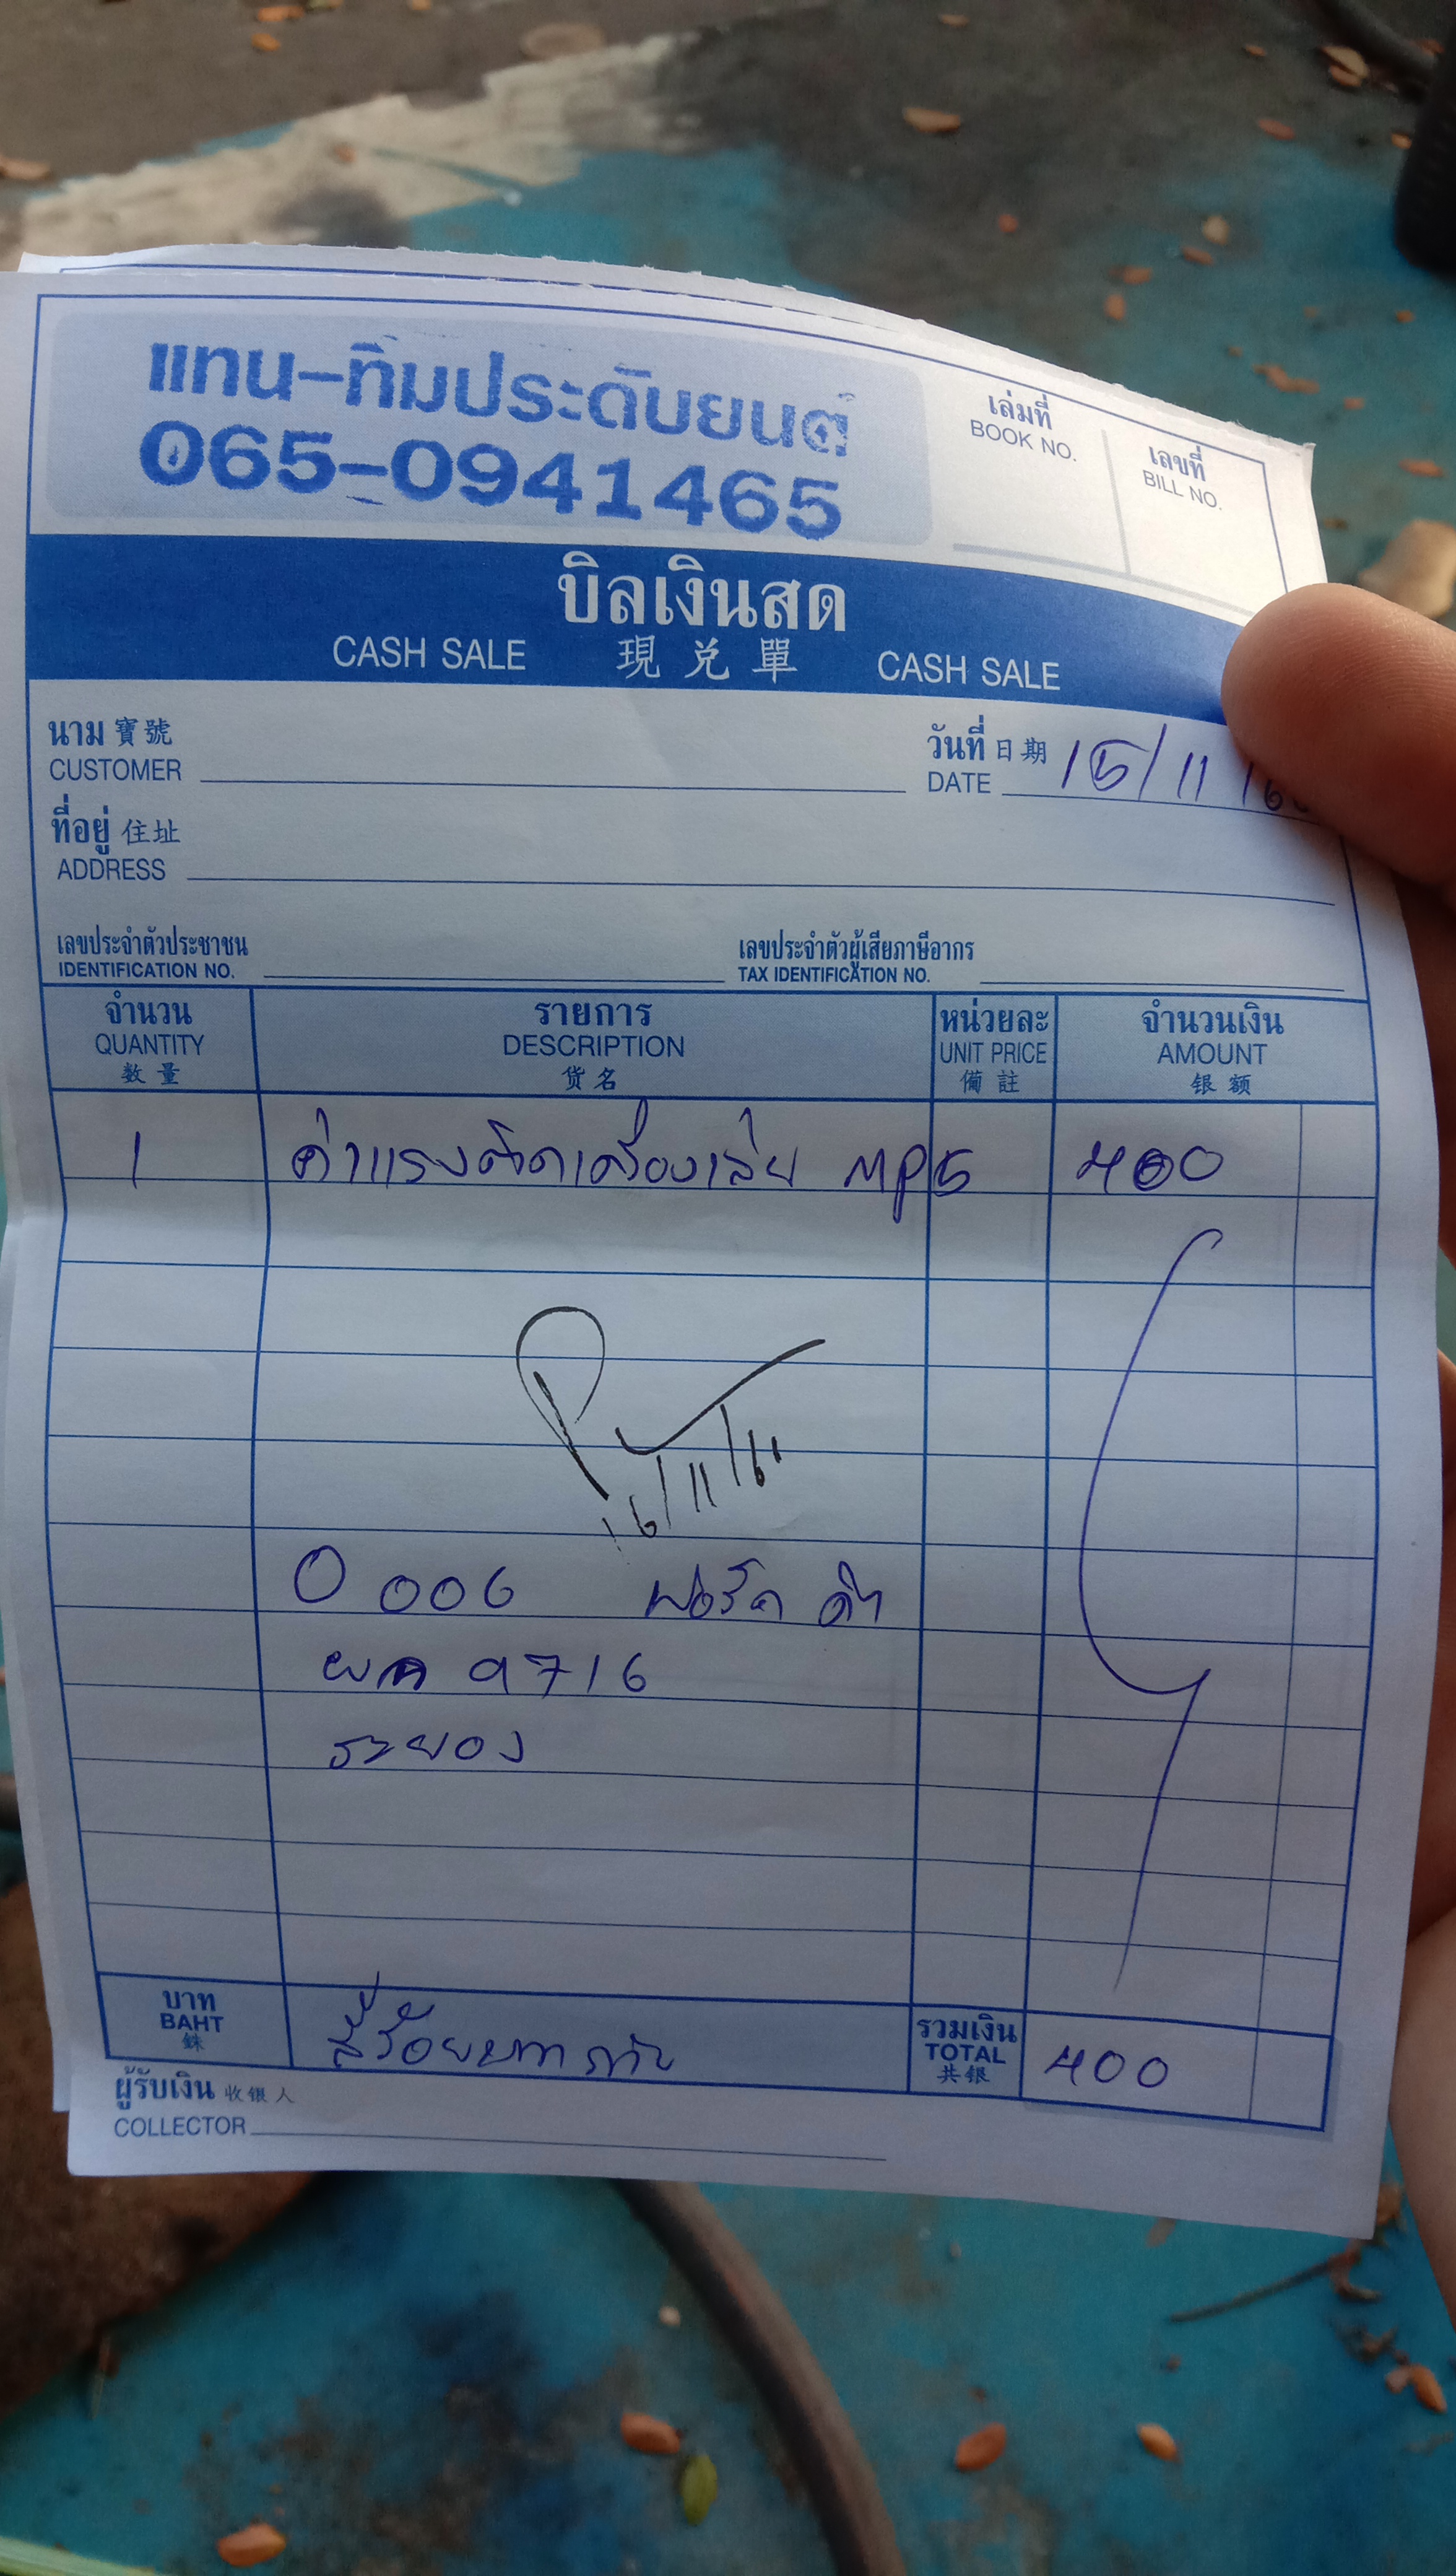 แทน-ทิมประดับยนต์
065-0941465
เล่มที่
BOOK NO.
เลขที่
BILL NO.
บิลเงินสด
CASH SALE 現兌單 CASH SALE
นาม 寶號
CUSTOMER
วันที่ 日期 15/11/6
DATE
ที่อยู่ 住址
ADDRESS
เลขประจำตัวประชาชน
IDENTIFICATION NO.
เลขประจำตัวผู้เสียภาษีอากร
TAX IDENTIFICATION NO.
จำนวน รายการ หน่วยละ จำนวนเงิน
QUANTITY DESCRIPTION UNIT PRICE AMOUNT
数量 货名 備註 银额
1 ค่าแรงติดเครื่องเล่น MP5 400
16/11/61
0006 ฟอร์ด ดำ
9716
ระยอง
บาท
BAHT
銖
สี่ร้อยบาท
รวมเงิน
TOTAL
共银
400
ผู้รับเงิน 收银人
COLLECTOR